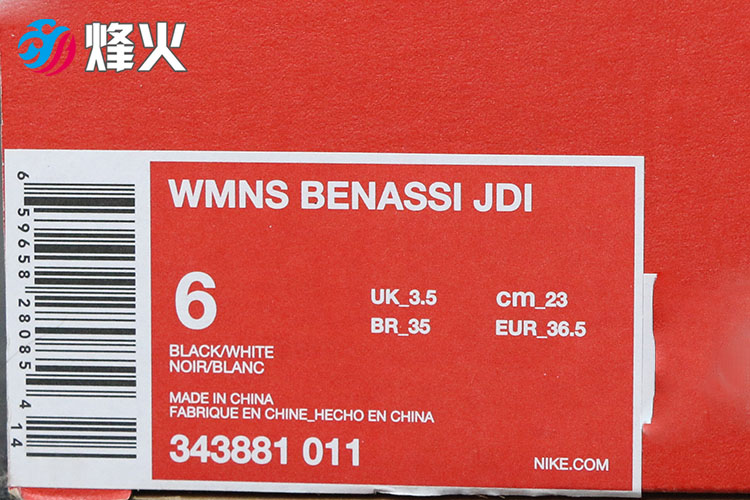 烽火
WMNS BENASSI JDI
6
UK_3.5 cm_23
BR_35 EUR_36.5
BLACK/WHITE
NOIR/BLANC
MADE IN CHINA
FABRIQUE EN CHINE_HECHO EN CHINA
343881 011
NIKE.COM
6 59658 28085 4 14